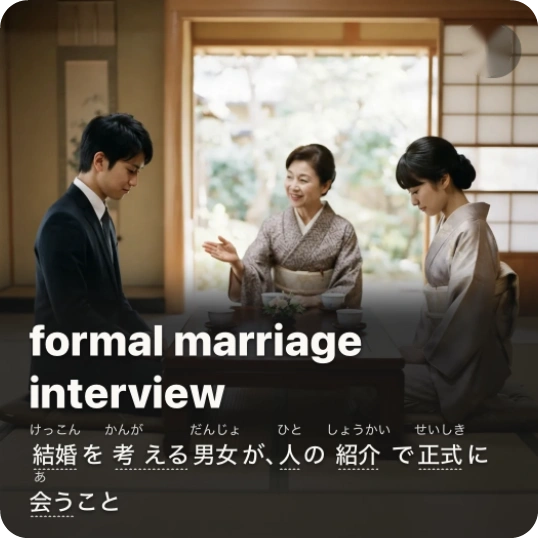 formal marriage
interview
けっこん かんが だんじょ ひと しょうかい せいしき
結婚を考える男女が、人の紹介で正式に
あ
会うこと